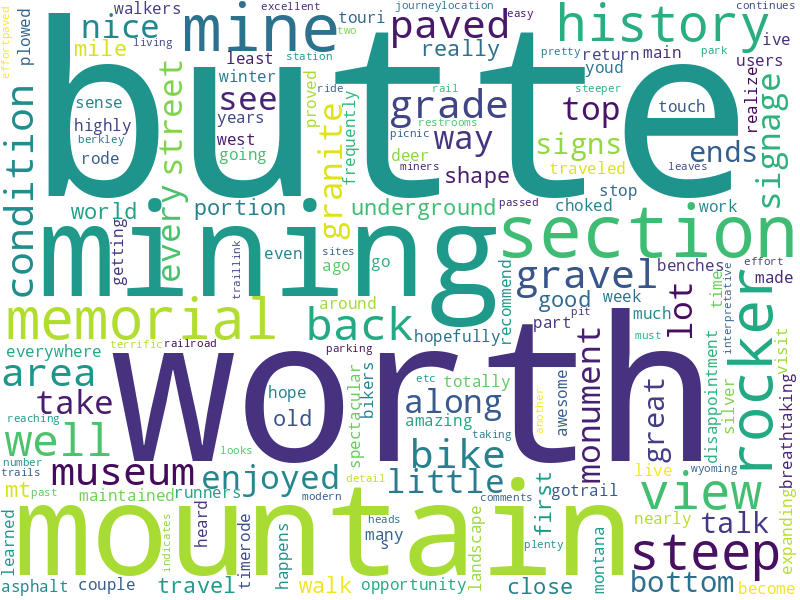 butte
worth
mountain
mining
section
rocker
memorial
mine
history
steep
view
paved
grade
back
gravel
bike
well
museum
area
take
nice
see
way
top
signs
signage
ends
condition
every
street
granite
enjoyed
along
little
monument
great
lot
talk
bottom
good
shape
underground
portion
world
mile
walkers
touri
really
return
main
ive
users
youd
realize
touch
plowed
least
winter
years
west
going
sense
highly
berkley
rode
living
excellent
two
station
journeylocation
easy
continues
pretty
park
rail
ride
steeper
restrooms
picnic
miners
deer
proved
frequently
traveled
stop
choked
leaves
work
passed
effortpaved
getting
even
ago
go
sites
traillink
around
hopefully
recommend
week
much
part
pit
benches
made
time
effort
interpretative
must
visit
disappointment
silver
breathtaking
everywhere
terrific
railroad
parking
hope
old
bikers
etc
totally
amazing
another
awesome
spectacular
reaching
number
trails
looks
living
mt
past
maintained
runners
heard
timerode
detail
modern
taking
comments
many
s
heads
plenty
landscape
first
gotrail
nearly
live
wyoming
expanding
become
learned
asphalt
couple
indicates
travel
happens
walk
opportunity
close
montana